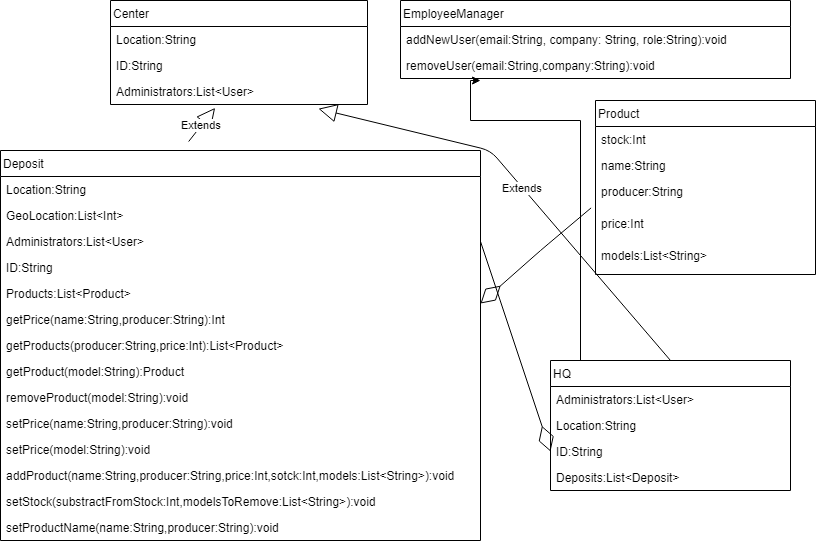 Center
Location:String
ID:String
Administrators:List<User>
EmployeeManager
addNewUser(email:String, company: String, role:String):void
removeUser(email:String,company:String):void
Product
stock:Int
name:String
producer:String
price:Int
models:List<String>
Extends
Extends
Deposit
Location:String
GeoLocation:List<Int>
Administrators:List<User>
ID:String
Products:List<Product>
getPrice(name:String,producer:String):Int
getProducts(producer:String,price:Int):List<Product>
getProduct(model:String):Product
removeProduct(model:String):void
setPrice(name:String,producer:String):void
setPrice(model:String):void
addProduct(name:String,producer:String,price:Int,sotck:Int,models:List<String>):void
setStock(substractFromStock:Int,modelsToRemove:List<String>):void
setProductName(name:String,producer:String):void
HQ
Administrators:List<User>
Location:String
ID:String
Deposits:List<Deposit>